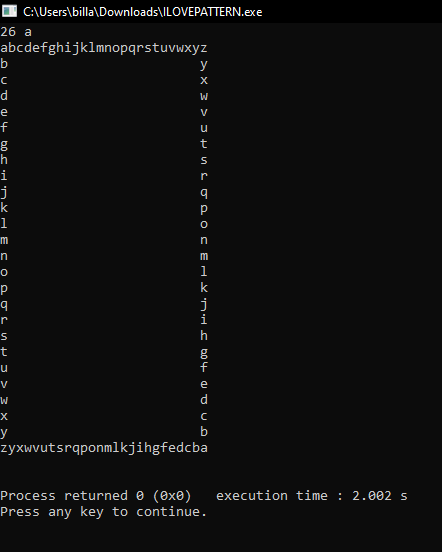 C:\Users\billa\Downloads\ILOVEPATTERN.exe
26 a
abcdefghijklmnopqrstuvwxyz
b                        y
c                        x
d                        w
e                        v
f                        u
g                        t
h                        s
i                        r
j                        q
k                        p
l                        o
m                        n
n                        m
o                        l
p                        k
q                        j
r                        i
s                        h
t                        g
u                        f
v                        e
w                        d
x                        c
y                        b
zyxwvutsrqponmlkjihgfedcba
Process returned 0 (0x0)   execution time : 2.002 s
Press any key to continue.